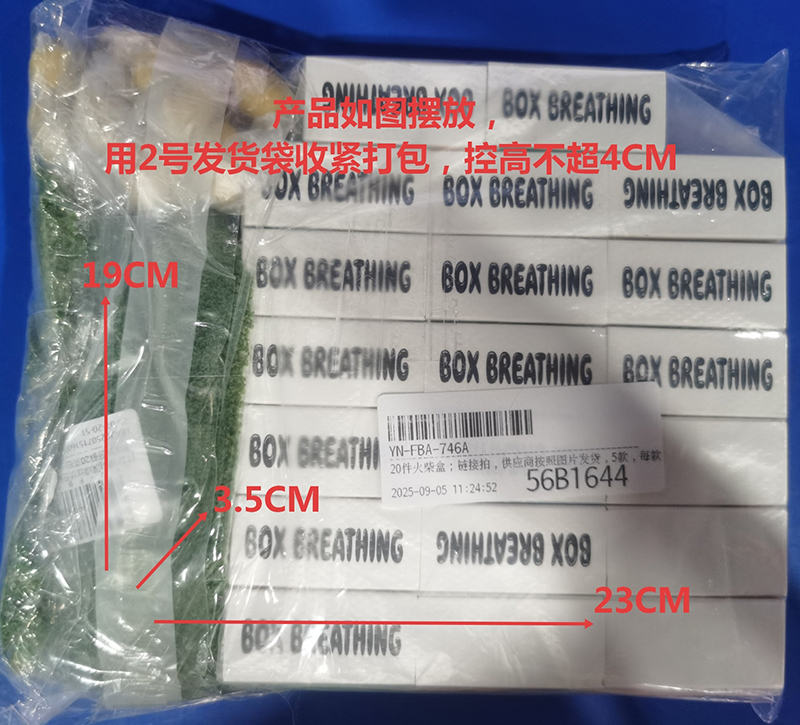 BOX BREATHING BOX BREATHING
产品如图摆放，
用2号发货袋收紧打包，控高不超4CM
BOX BREATHING BOX BREATHING BOX BREATHING
19CM
BOX BREATHING BOX BREATHING BOX BREATHING
BOX BREATHING BOX BREATHING BOX BREATHING
YN-FBA-746A
20件火柴盒；链接拍，供应商按照图片发货，5款，每款
2025-09-05 11:24:52 56B1644
BOX BREATHING
3.5CM
BOX BREATHING BOX BREATHING
23CM
BOX BREATHING